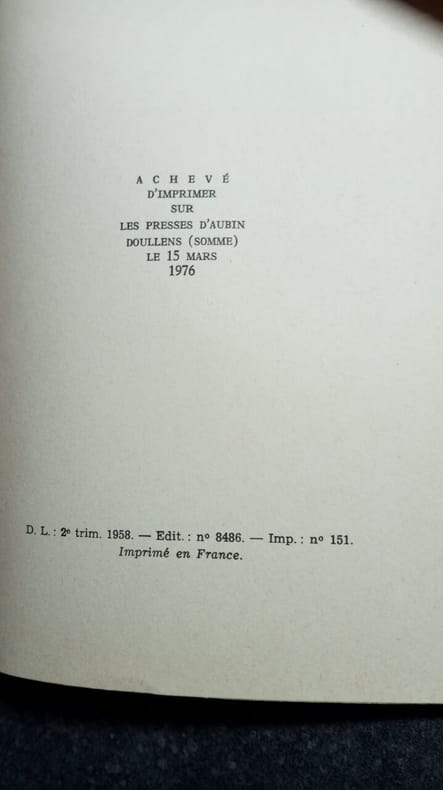 ACHEVÉ
D'IMPRIMER
SUR
LES PRESSES D'AUBIN
DOULLENS (SOMME)
LE 15 MARS
1976
D. L. : 2e trim. 1958. — Edit. : nº 8486. — Imp. : nº 151.
Imprimé en France.